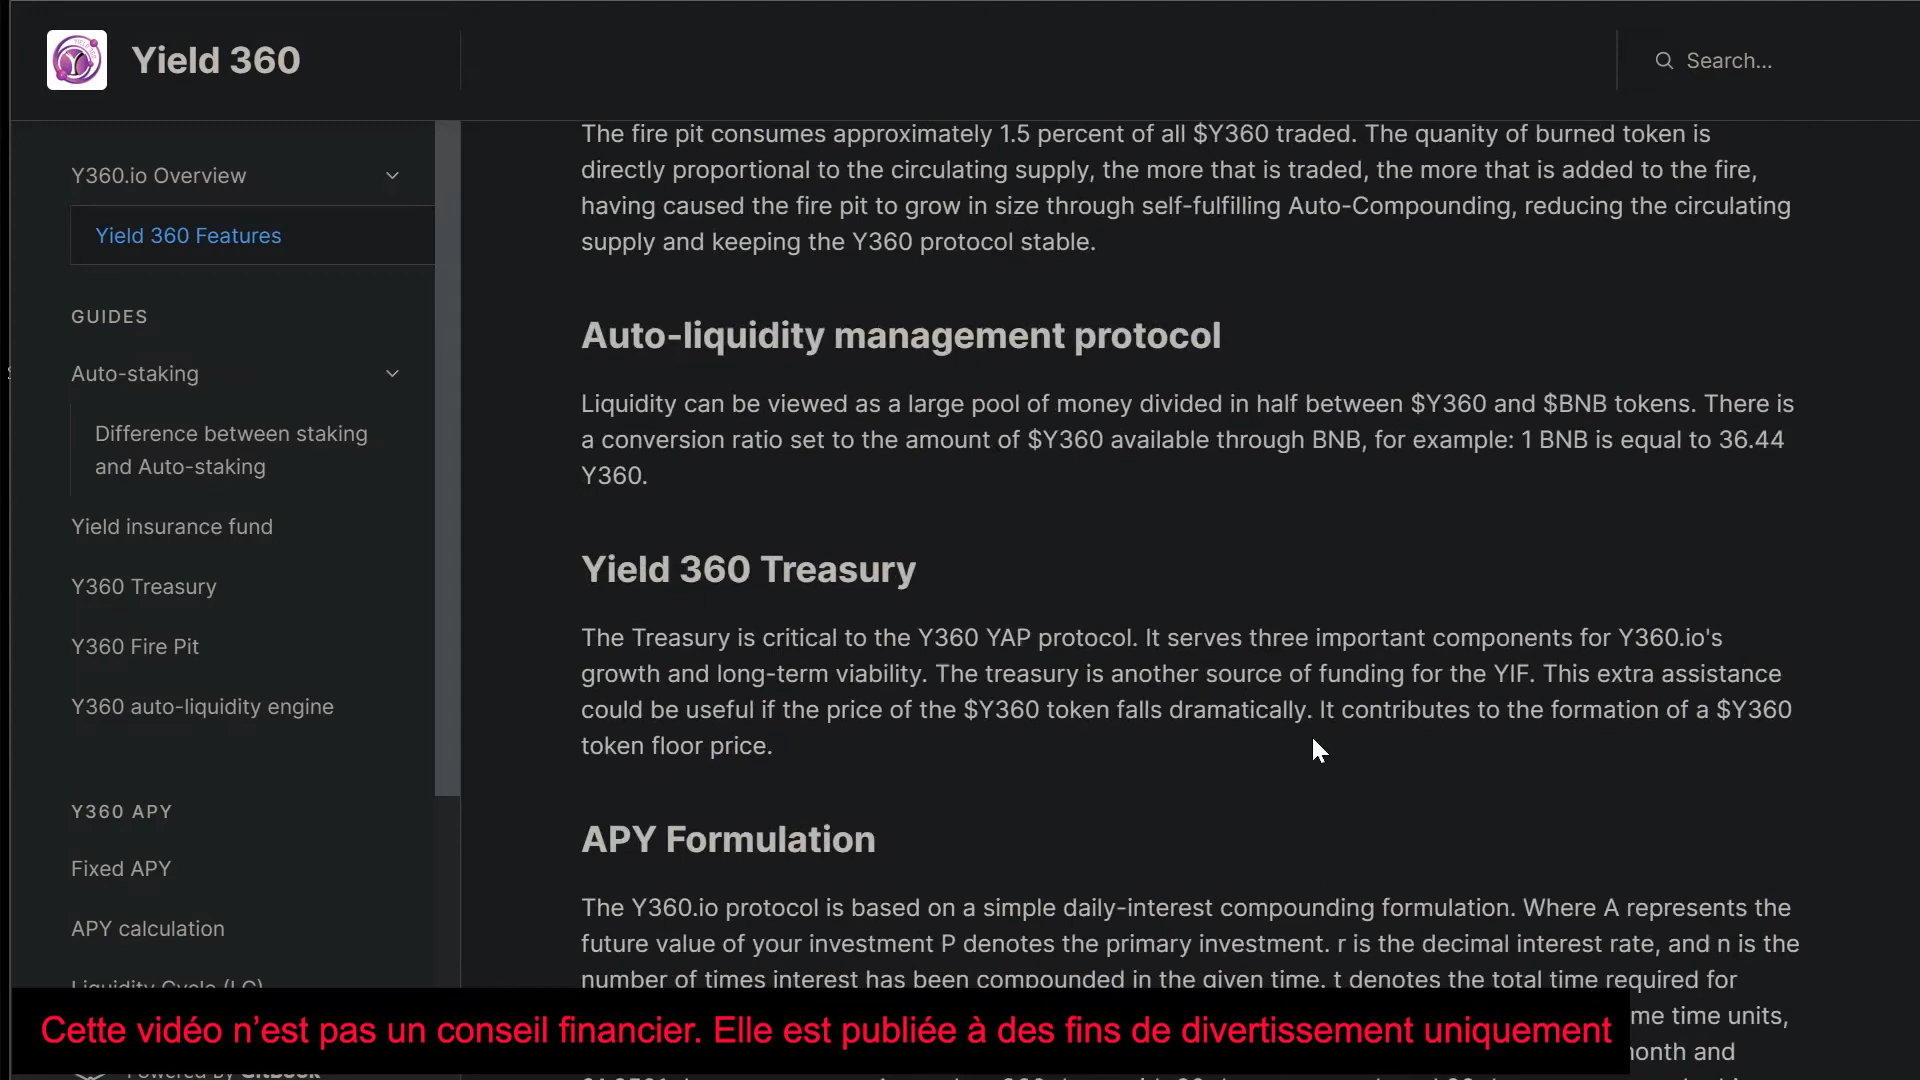 Yield 360
Search...
Y360.io Overview
Yield 360 Features
GUIDES
Auto-staking
Difference between staking
and Auto-staking
Yield insurance fund
Y360 Treasury
Y360 Fire Pit
Y360 auto-liquidity engine
Y360 APY
Fixed APY
APY calculation
Liquidity Cycle (LC)
Powered By GitBook
The fire pit consumes approximately 1.5 percent of all $Y360 traded. The quanity of burned token is
directly proportional to the circulating supply, the more that is traded, the more that is added to the fire,
having caused the fire pit to grow in size through self-fulfilling Auto-Compounding, reducing the circulating
supply and keeping the Y360 protocol stable.
Auto-liquidity management protocol
Liquidity can be viewed as a large pool of money divided in half between $Y360 and $BNB tokens. There is
a conversion ratio set to the amount of $Y360 available through BNB, for example: 1 BNB is equal to 36.44
Y360.
Yield 360 Treasury
The Treasury is critical to the Y360 YAP protocol. It serves three important components for Y360.io's
growth and long-term viability. The treasury is another source of funding for the YIF. This extra assistance
could be useful if the price of the $Y360 token falls dramatically. It contributes to the formation of a $Y360
token floor price.
APY Formulation
The Y360.io protocol is based on a simple daily-interest compounding formulation. Where A represents the
future value of your investment P denotes the primary investment. r is the decimal interest rate, and n is the
number of times interest has been compounded in the given time. t denotes the total time required for
me time units,
onth and
Cette vidéo n'est pas un conseil financier. Elle est publiée à des fins de divertissement uniquement